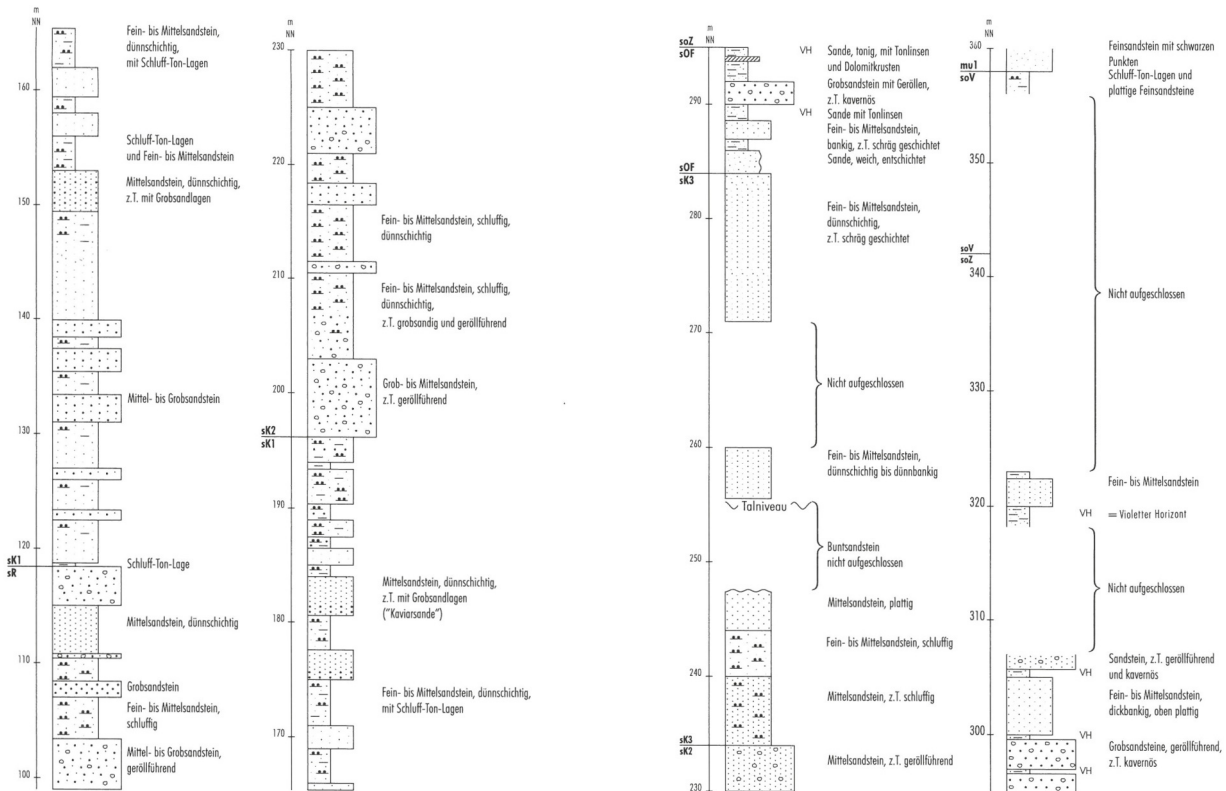 m
NN
Fein- bis Mittelsandstein,
dünnschichtig,
mit Schluff-Ton-Lagen
160
Schluff-Ton-Lagen
und Fein- bis Mittelsandstein
Mittelsandstein, dünnschichtig,
z.T. mit Grobsandlagen
150
140
Mittel- bis Grobsandstein
130
120
sK1
sR
Schluff-Ton-Lage
Mittelsandstein, dünnschichtig
110
Grobsandstein
Fein- bis Mittelsandstein,
schluffig
Mittel- bis Grobsandstein,
geröllführend
100
m
NN
230
220
Fein- bis Mittelsandstein, schluffig,
dünnschichtig
210
Fein- bis Mittelsandstein, schluffig,
dünnschichtig,
z.T. grobsandig und geröllführend
200
Grob- bis Mittelsandstein,
z.T. geröllführend
sK2
sK1
190
Mittelsandstein, dünnschichtig,
z.T. mit Grobsandlagen
("Kaviarsande")
180
Fein- bis Mittelsandstein, dünnschichtig,
mit Schluff-Ton-Lagen
170
m
NN
soZ
soF
VH Sande, tonig, mit Tonlinsen
und Dolomitkrusten
Grobsandstein mit Geröllen,
z.T. kavernös
290
VH Sande mit Tonlinsen
Fein- bis Mittelsandstein,
bankig, z.T. schräg geschichtet
Sande, weich, entschichtet
soF
sK3
280
Fein- bis Mittelsandstein,
dünnschichtig,
z.T. schräg geschichtet
270
Nicht aufgeschlossen
260
Fein- bis Mittelsandstein,
dünnschichtig bis dünnbankig
Talniveau
Buntsandstein
nicht aufgeschlossen
250
Mittelsandstein, plattig
Fein- bis Mittelsandstein, schluffig
240
Mittelsandstein, z.T. schluffig
sK3
sK2
Mittelsandstein, z.T. geröllführend
230
m
NN
360
Feinsandstein mit schwarzen
Punkten
mu1
soV
Schluff-Ton-Lagen und
plattige Feinsandsteine
350
soV
soZ
340
Nicht aufgeschlossen
330
Fein- bis Mittelsandstein
320
VH = Violetter Horizont
Nicht aufgeschlossen
310
Sandstein, z.T. geröllführend
VH und kavernös
Fein- bis Mittelsandstein,
dickbankig, oben plattig
300
VH
Grobsandsteine, geröllführend,
z.T. kavernös
VH